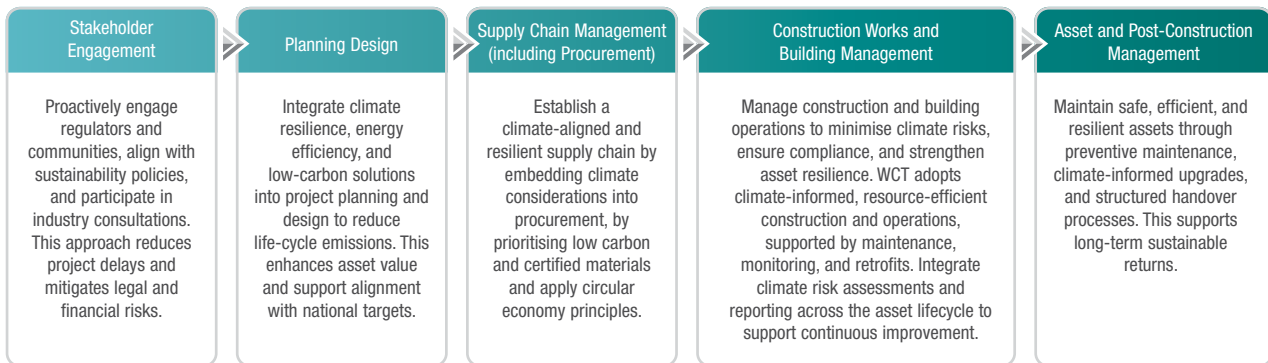 Stakeholder
Engagement
Proactively engage
regulators and
communities, align with
sustainability policies,
and participate in
industry consultations.
This approach reduces
project delays and
mitigates legal and
financial risks.
Planning Design
Integrate climate
resilience, energy
efficiency, and
low-carbon solutions
into project planning and
design to reduce
life-cycle emissions. This
enhances asset value
and support alignment
with national targets.
Supply Chain Management
(including Procurement)
Establish a
climate-aligned and
resilient supply chain by
embedding climate
considerations into
procurement, by
prioritising low carbon
and certified materials
and apply circular
economy principles.
Construction Works and
Building Management
Manage construction and building
operations to minimise climate risks,
ensure compliance, and strengthen
asset resilience. WCT adopts
climate-informed, resource-efficient
construction and operations,
supported by maintenance,
monitoring, and retrofits. Integrate
climate risk assessments and
reporting across the asset lifecycle to
support continuous improvement.
Asset and Post-Construction
Management
Maintain safe, efficient, and
resilient assets through
preventive maintenance,
climate-informed upgrades,
and structured handover
processes. This supports
long-term sustainable
returns.